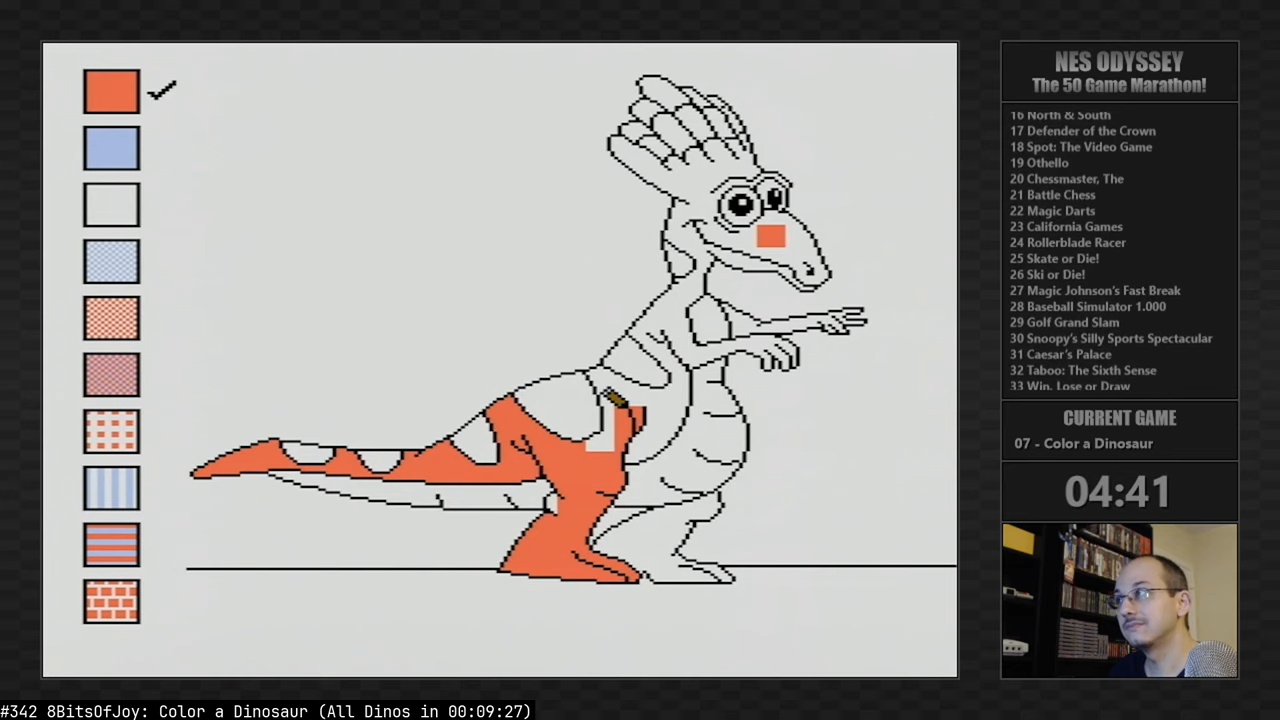 NES ODYSSEY
The 50 Game Marathon!
16 North & South
17 Defender of the Crown
18 Spot: The Video Game
19 Othello
20 Chessmaster, The
21 Battle Chess
22 Magic Darts
23 California Games
24 Rollerblade Racer
25 Skate or Die!
26 Ski or Die!
27 Magic Johnson's Fast Break
28 Baseball Simulator 1.000
29 Golf Grand Slam
30 Snoopy's Silly Sports Spectacular
31 Caesar's Palace
32 Taboo: The Sixth Sense
33 Win, Lose or Draw
CURRENT GAME
07 - Color a Dinosaur
04:41
#342 8BitsOfJoy: Color a Dinosaur (All Dinos in 00:09:27)